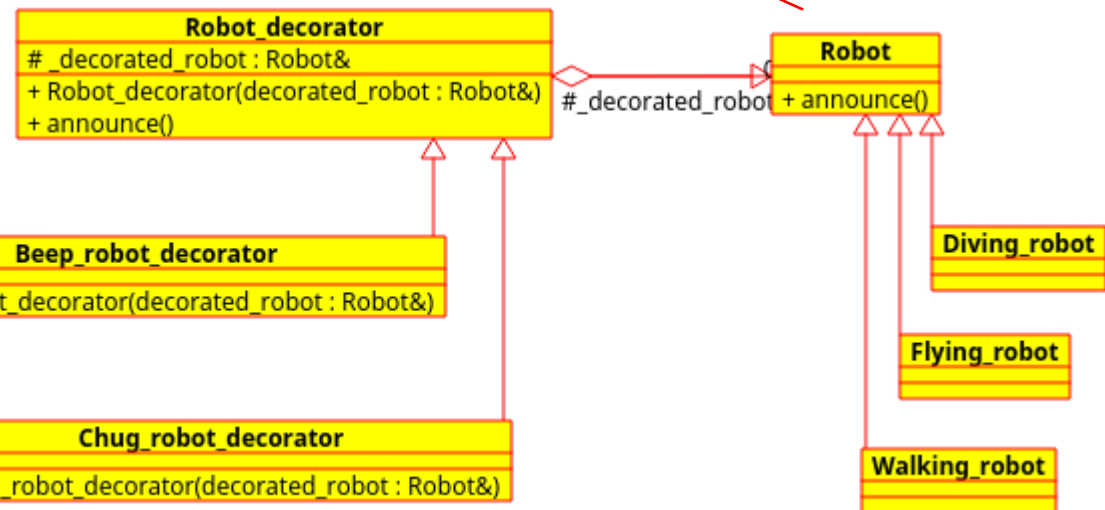 Robot_decorator
# _decorated_robot : Robot&
+ Robot_decorator(decorated_robot : Robot&)
+ announce()
#_decorated_robot
Robot
+ announce()
Beep_robot_decorator
t_decorator(decorated_robot : Robot&)
Diving_robot
Flying_robot
Chug_robot_decorator
_robot_decorator(decorated_robot : Robot&)
Walking_robot